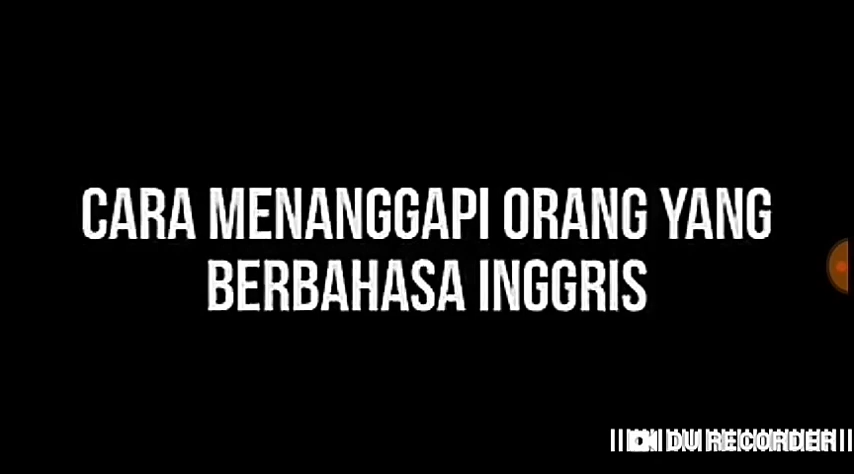 CARA MENANGGAPI ORANG YANG
BERBAHASA INGGRIS
DU RECORDER